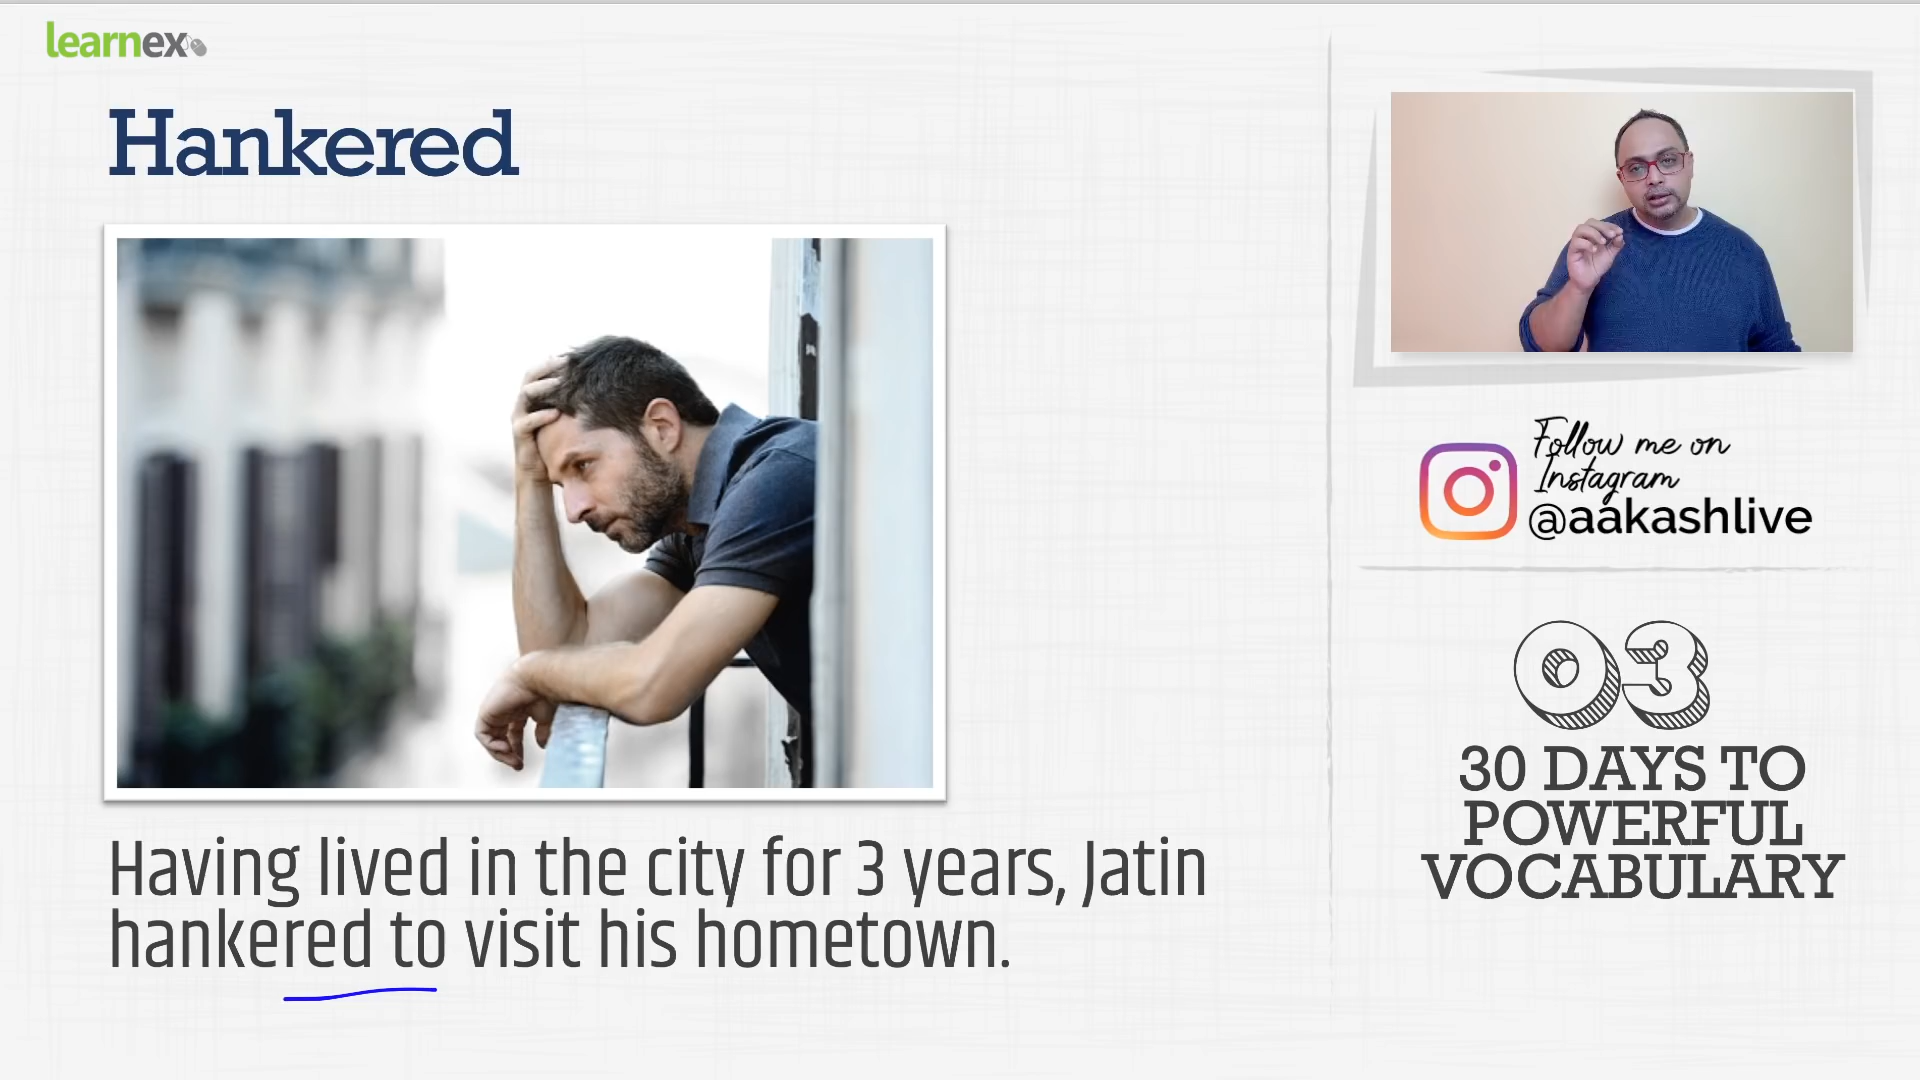 learnex
Hankered
Having lived in the city for 3 years, Jatin
hankered to visit his hometown.
Follow me on
Instagram
@aakashlive
03
30 DAYS TO
POWERFUL
VOCABULARY